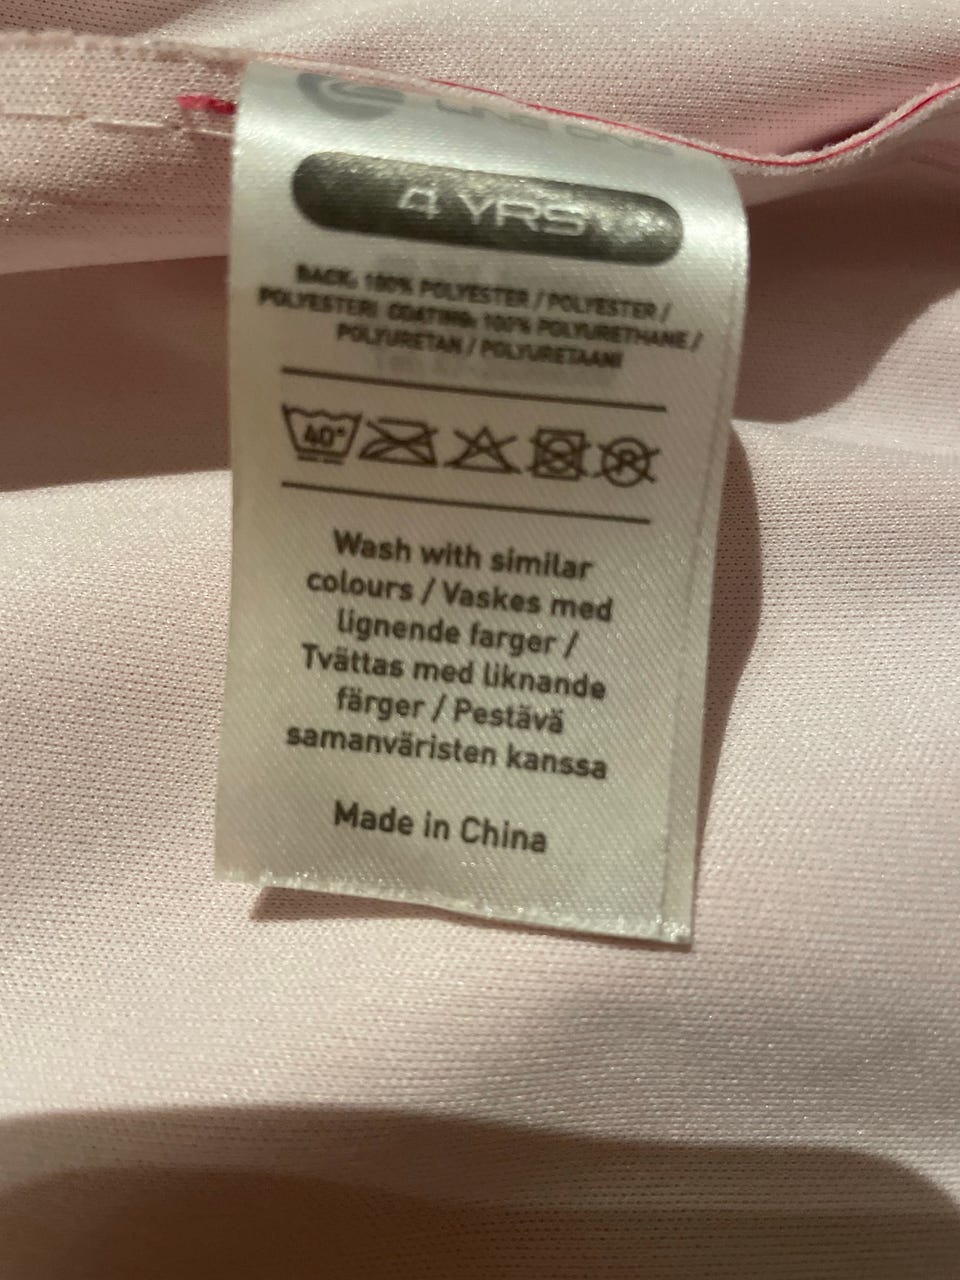 4 YRS
BACK: 100% POLYESTER / POLYESTER /
POLYESTERI COATING: 100% POLYURETHANE /
POLYURETAN / POLYURETAANI
40°
P
Wash with similar
colours / Vaskes med
lignende farger /
Tvättas med liknande
färger / Pestävä
samanväristen kanssa
Made in China